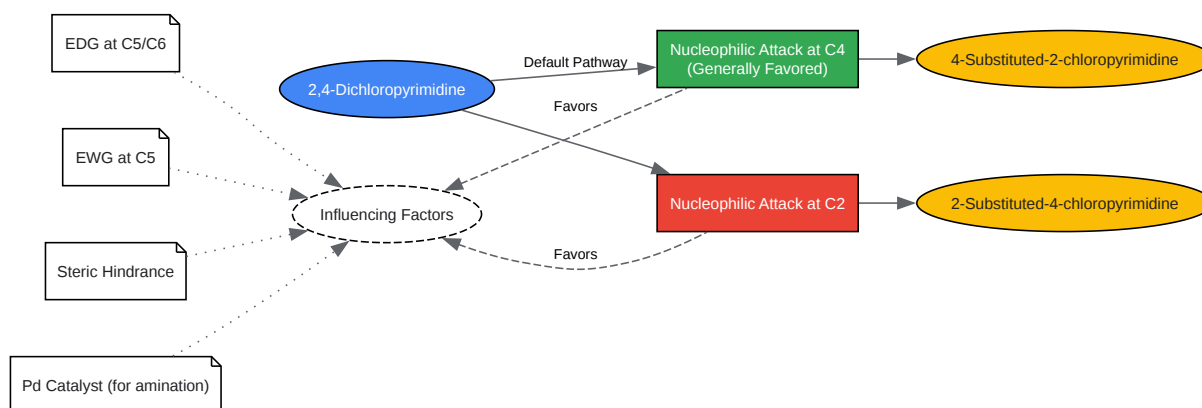 EDG at C5/C6
EWG at C5
Steric Hindrance
Pd Catalyst (for amination)
2,4-Dichloropyrimidine
Influencing Factors
Default Pathway
Favors
Favors
Nucleophilic Attack at C4
(Generally Favored)
Nucleophilic Attack at C2
4-Substituted-2-chloropyrimidine
2-Substituted-4-chloropyrimidine